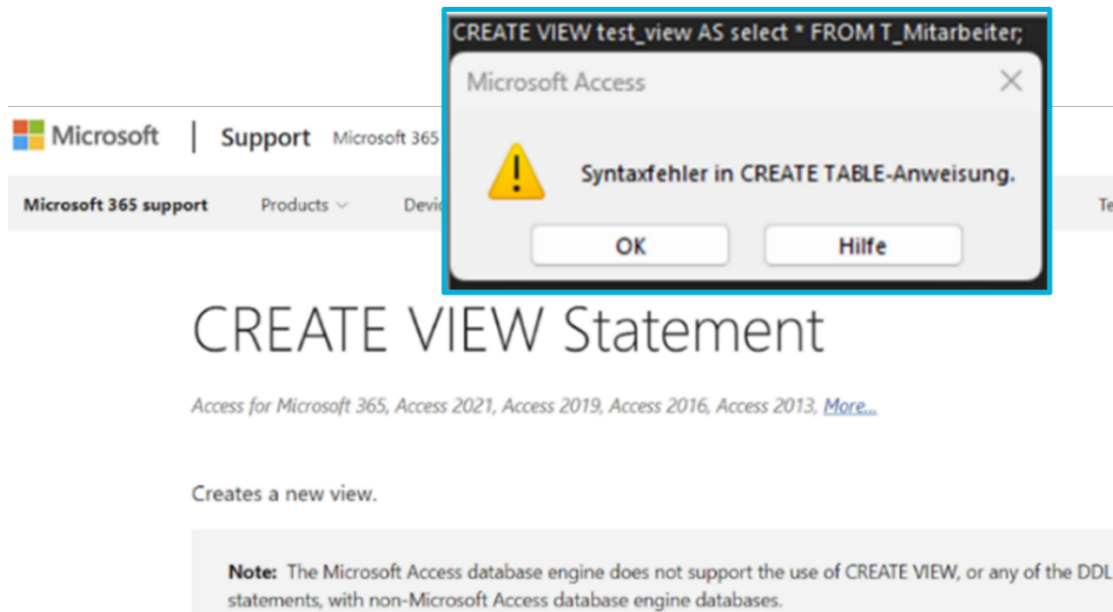 CREATE VIEW test_view AS select * FROM T_Mitarbeiter;
Microsoft Access
Syntaxfehler in CREATE TABLE-Anweisung.
OK Hilfe
Microsoft | Support Microsoft 365
Microsoft 365 support Products
CREATE VIEW Statement
Access for Microsoft 365, Access 2021, Access 2019, Access 2016, Access 2013, More...
Creates a new view.
Note: The Microsoft Access database engine does not support the use of CREATE VIEW, or any of the DDL
statements, with non-Microsoft Access database engine databases.